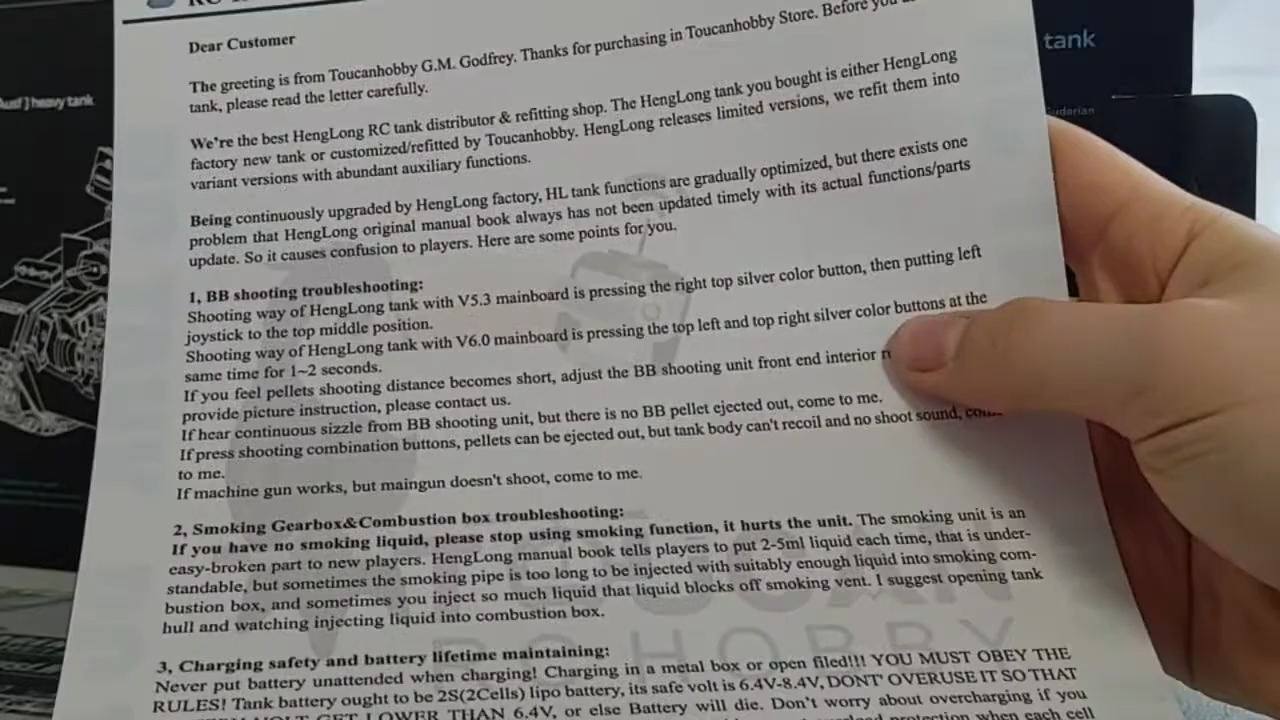 Dear Customer
The greeting is from Toucanhobby G.M. Godfrey. Thanks for purchasing in Toucanhobby Store. Before you
tank, please read the letter carefully.
We're the best HengLong RC tank distributor & refitting shop. The HengLong tank you bought is either HengLong
factory new tank or customized/refitted by Toucanhobby. HengLong releases limited versions, we refit them into
variant versions with abundant auxiliary functions.
Being continuously upgraded by HengLong factory, HL tank functions are gradually optimized, but there exists one
problem that HengLong original manual book always has not been updated timely with its actual functions/parts
update. So it causes confusion to players. Here are some points for you.
1, BB shooting troubleshooting:
Shooting way of HengLong tank with V5.3 mainboard is pressing the right top silver color button, then putting left
joystick to the top middle position.
Shooting way of HengLong tank with V6.0 mainboard is pressing the top left and top right silver color buttons at the
same time for 1~2 seconds.
If you feel pellets shooting distance becomes short, adjust the BB shooting unit front end interior
provide picture instruction, please contact us.
If hear continuous sizzle from BB shooting unit, but there is no BB pellet ejected out, come to me.
If press shooting combination buttons, pellets can be ejected out, but tank body can't recoil and no shoot sound,
to me.
If machine gun works, but maingun doesn't shoot, come to me.
2, Smoking Gearbox&Combustion box troubleshooting:
If you have no smoking liquid, please stop using smoking function, it hurts the unit. The smoking unit is an
easy-broken part to new players. HengLong manual book tells players to put 2-5ml liquid each time, that is under-
standable, but sometimes the smoking pipe is too long to be injected with suitably enough liquid into smoking com-
bustion box, and sometimes you inject so much liquid that liquid blocks off smoking vent. I suggest opening tank
hull and watching injecting liquid into combustion box.
3, Charging safety and battery lifetime maintaining:
Never put battery unattended when charging! Charging in a metal box or open filed!!! YOU MUST OBEY THE
RULES! Tank battery ought to be 2S(2Cells) lipo battery, its safe volt is 6.4V-8.4V, DONT' OVERUSE IT SO THAT
VOLT GET LOWER THAN 6.4V, or else Battery will die. Don't worry about overcharging if you
protection when each cell
RC HOBBY
Ausf J heavy tank
tank
Guderian